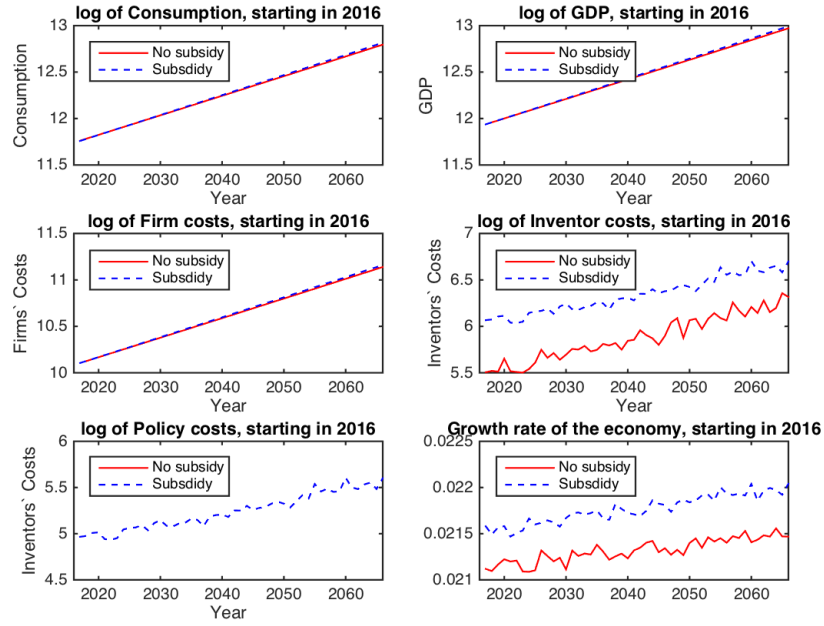 log of Consumption, starting in 2016
13
12.5
12
11.5
Consumption
No subsidy
Subsdidy
2020 2030 2040 2050 2060
Year
log of GDP, starting in 2016
13
12.5
12
11.5
GDP
No subsidy
Subsdidy
2020 2030 2040 2050 2060
Year
log of Firm costs, starting in 2016
11.5
11
10.5
10
Firms` Costs
No subsidy
Subsdidy
2020 2030 2040 2050 2060
Year
log of Inventor costs, starting in 2016
7
6.5
6
5.5
Inventors` Costs
No subsidy
Subsdidy
2020 2030 2040 2050 2060
Year
log of Policy costs, starting in 2016
6
5.5
5
4.5
Inventors` Costs
No subsidy
Subsdidy
2020 2030 2040 2050 2060
Year
Growth rate of the economy, starting in 2016
0.0225
0.022
0.0215
0.021
No subsidy
Subsdidy
2020 2030 2040 2050 2060